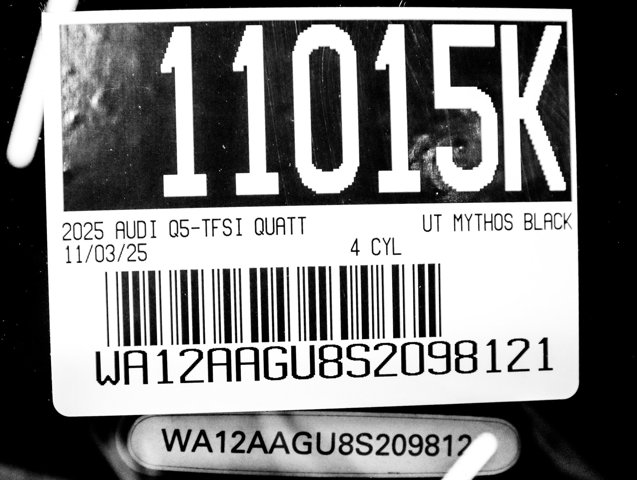 11015K
2025 AUDI Q5-TFSI QUATT UT MYTHOS BLACK
11/03/25 4 CYL
WA12AAGU8S2098121
WA12AAGU8S209812